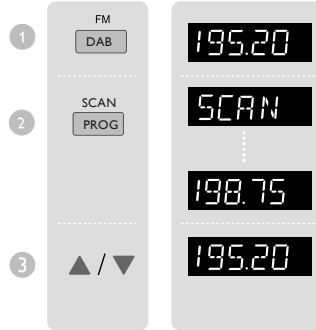 1
FM
DAB
195.20
2
SCAN
PROG
SCAN
198.75
3
▲ / ▼
195.20